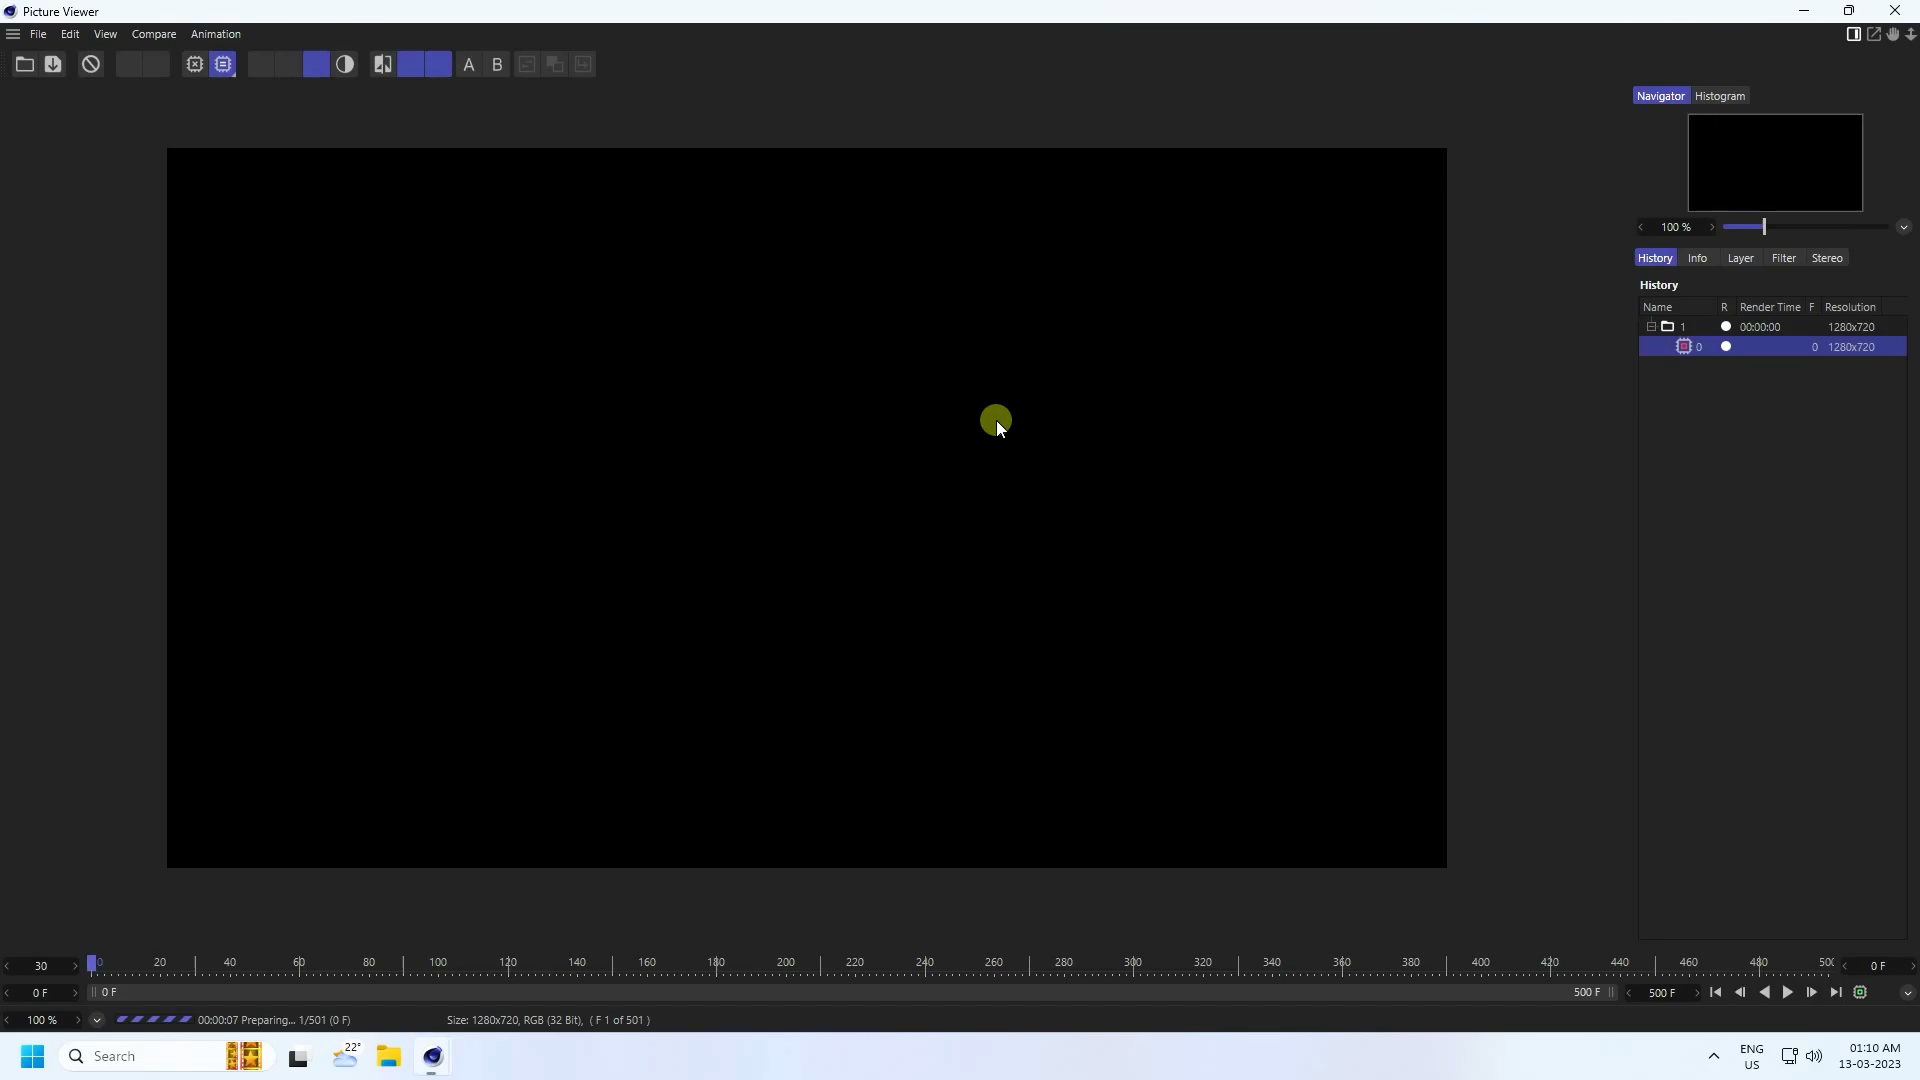 Picture Viewer
File Edit View Compare Animation
A B
Navigator Histogram
100 %
History Info Layer Filter Stereo
History
Name R Render Time F Resolution
1 00:00:00 1280x720
0 0 1280x720
30 0 20 40 60 80 100 120 140 160 180 200 220 240 260 280 300 320 340 360 380 400 420 440 460 480 500 0 F
0 F 0 F 500 F 500 F
100 % 00:00:07 Preparing... 1/501 (0 F) Size: 1280x720, RGB (32 Bit), ( F 1 of 501 )
Search 22° ENG US 01:10 AM
13-03-2023